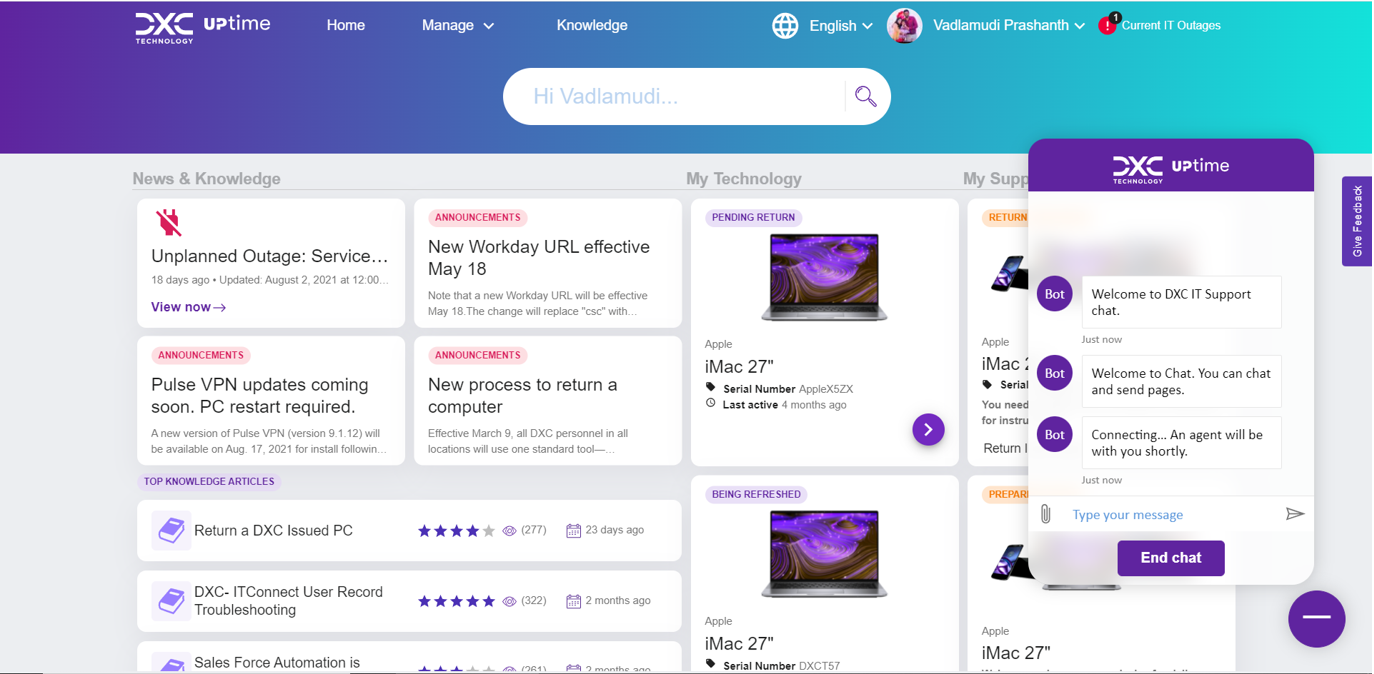 DXC TECHNOLOGY UPtime
Home
Manage
Knowledge
English
Vadlamudi Prashanth
1
Current IT Outages
Hi Vadlamudi...
News & Knowledge
Unplanned Outage: Service...
18 days ago • Updated: August 2, 2021 at 12:00...
View now
ANNOUNCEMENTS
New Workday URL effective
May 18
Note that a new Workday URL will be effective
May 18.The change will replace "csc" with...
ANNOUNCEMENTS
Pulse VPN updates coming
soon. PC restart required.
A new version of Pulse VPN (version 9.1.12) will
be available on Aug. 17, 2021 for install followin...
ANNOUNCEMENTS
New process to return a
computer
Effective March 9, all DXC personnel in all
locations will use one standard tool—...
TOP KNOWLEDGE ARTICLES
Return a DXC Issued PC
(277)
23 days ago
DXC- ITConnect User Record
Troubleshooting
(322)
2 months ago
Sales Force Automation is
(261)
2 months ago
My Technology
PENDING RETURN
Apple
iMac 27"
Serial Number AppleX5ZX
Last active 4 months ago
BEING REFRESHED
Apple
iMac 27"
Serial Number DXCT57
My Supp
RETURN
Apple
iMac 2
Serial
You need
for instru
Return I
PREPAR
Apple
iMac 27"
DXC TECHNOLOGY UPtime
Bot
Welcome to DXC IT Support
chat.
Just now
Bot
Welcome to Chat. You can chat
and send pages.
Bot
Connecting... An agent will be
with you shortly.
Just now
Type your message
End chat
Give Feedback